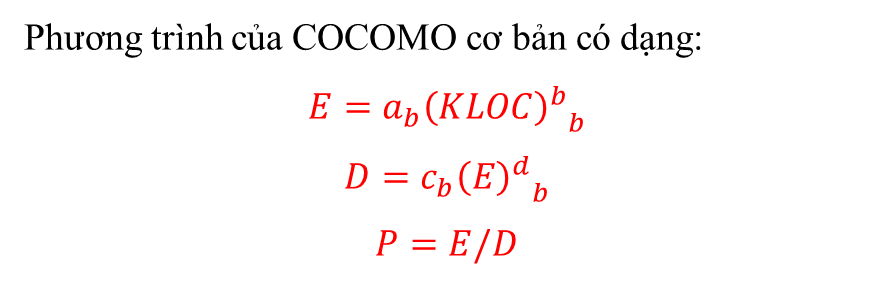 Phương trình của COCOMO cơ bản có dạng:
E = a_b(KLOC)^b_b
D = c_b(E)^d_b
P = E/D